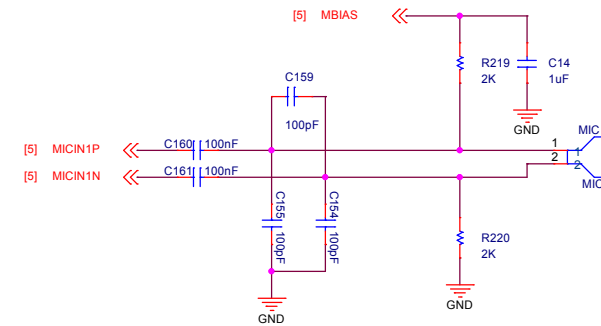 [5] MBIAS
R219
2K
C14
1uF
GND
C159
100pF
[5] MICIN1P
C160
100nF
1
1
MIC
[5] MICIN1N
C161
100nF
2
2
MIC
C155
100pF
C154
100pF
R220
2K
GND
GND